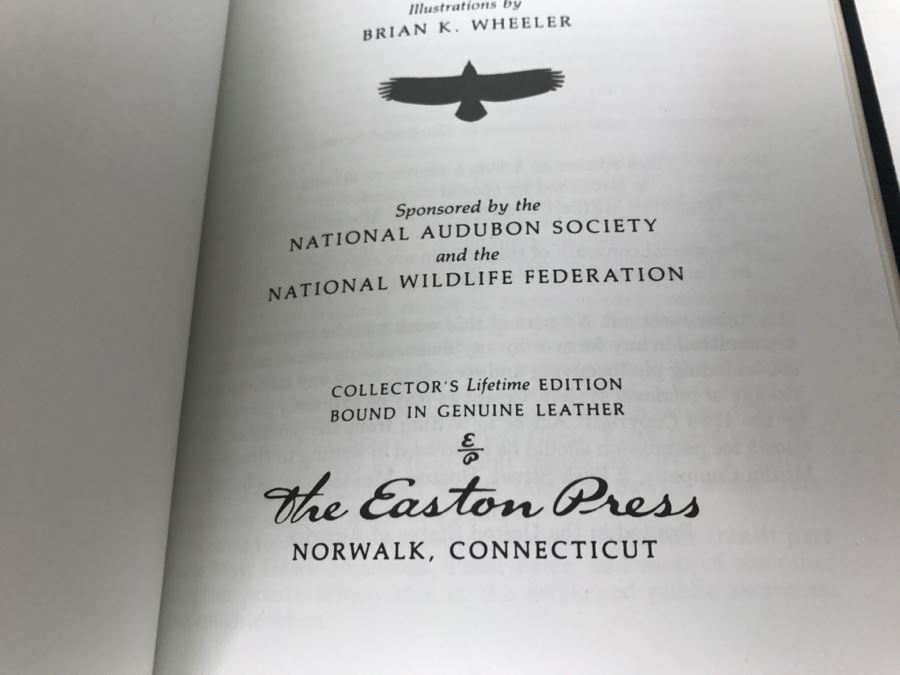 Illustrations by
BRIAN K. WHEELER
Sponsored by the
NATIONAL AUDUBON SOCIETY
and the
NATIONAL WILDLIFE FEDERATION
COLLECTOR'S Lifetime EDITION
BOUND IN GENUINE LEATHER
E
P
The Easton Press
NORWALK, CONNECTICUT